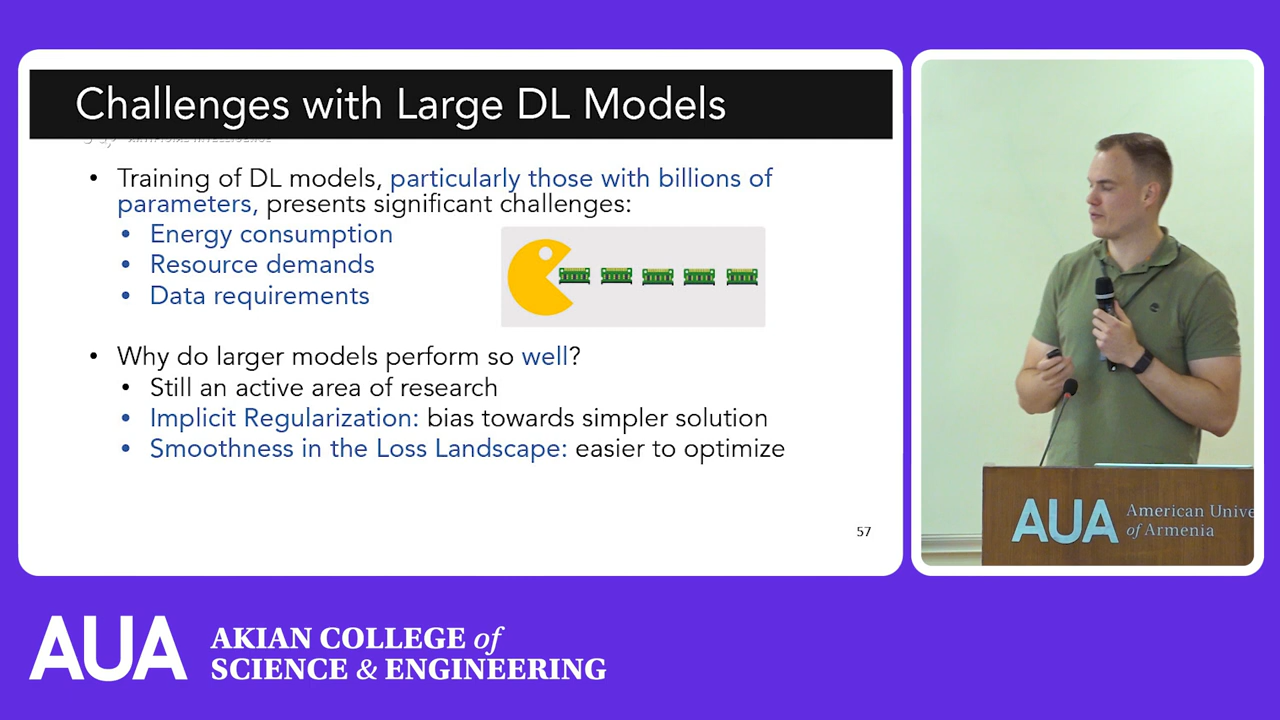 Challenges with Large DL Models
• Training of DL models, particularly those with billions of
parameters, presents significant challenges:
• Energy consumption
• Resource demands
• Data requirements
• Why do larger models perform so well?
• Still an active area of research
• Implicit Regularization: bias towards simpler solution
• Smoothness in the Loss Landscape: easier to optimize
57
AUA American Unive
of Armenia
AUA AKIAN COLLEGE of
SCIENCE & ENGINEERING